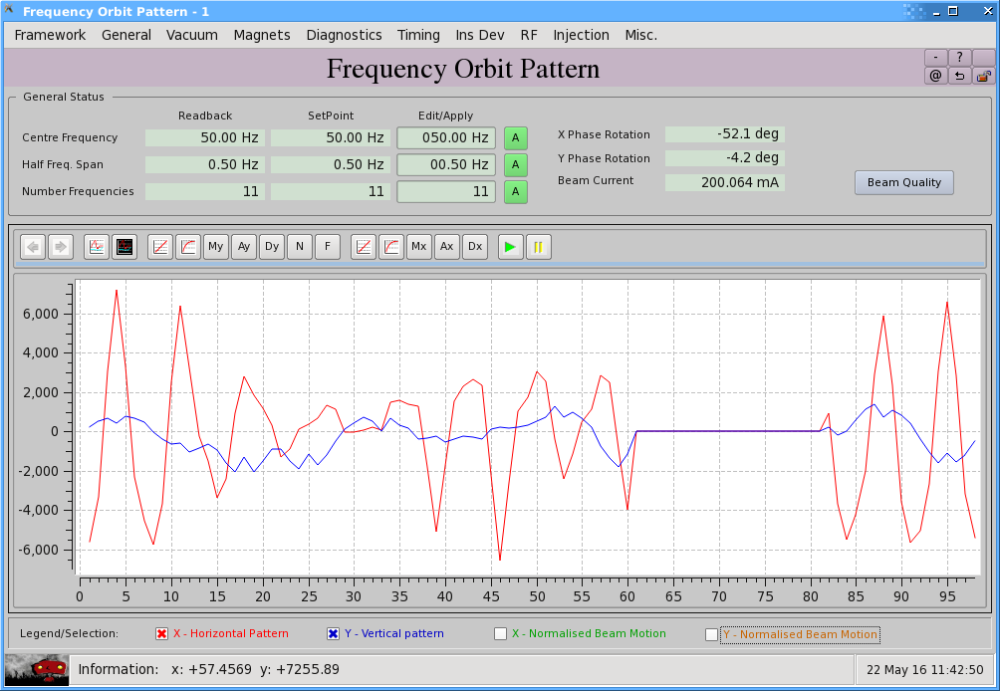 Frequency Orbit Pattern - 1
Framework General Vacuum Magnets Diagnostics Timing Ins Dev RF Injection Misc.
Frequency Orbit Pattern
- ?
@
General Status
Readback SetPoint Edit/Apply
Centre Frequency 50.00 Hz 50.00 Hz 050.00 Hz A
Half Freq. Span 0.50 Hz 0.50 Hz 00.50 Hz A
Number Frequencies 11 11 11 A
X Phase Rotation -52.1 deg
Y Phase Rotation -4.2 deg
Beam Current 200.064 mA
Beam Quality
My Ay Dy N F Mx Ax Dx
6,000
4,000
2,000
0
-2,000
-4,000
-6,000
0 5 10 15 20 25 30 35 40 45 50 55 60 65 70 75 80 85 90 95
Legend/Selection: X - Horizontal Pattern Y - Vertical pattern X - Normalised Beam Motion Y - Normalised Beam Motion
Information: x: +57.4569 y: +7255.89
22 May 16 11:42:50